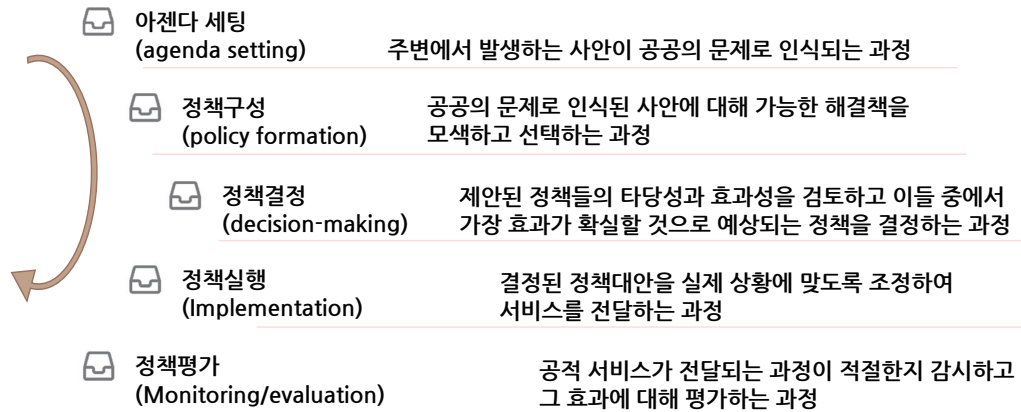 아젠다 세팅
(agenda setting)
주변에서 발생하는 사안이 공공의 문제로 인식되는 과정
정책구성
(policy formation)
공공의 문제로 인식된 사안에 대해 가능한 해결책을
모색하고 선택하는 과정
정책결정
(decision-making)
제안된 정책들의 타당성과 효과성을 검토하고 이들 중에서
가장 효과가 확실할 것으로 예상되는 정책을 결정하는 과정
정책실행
(Implementation)
결정된 정책대안을 실제 상황에 맞도록 조정하여
서비스를 전달하는 과정
정책평가
(Monitoring/evaluation)
공적 서비스가 전달되는 과정이 적절한지 감시하고
그 효과에 대해 평가하는 과정